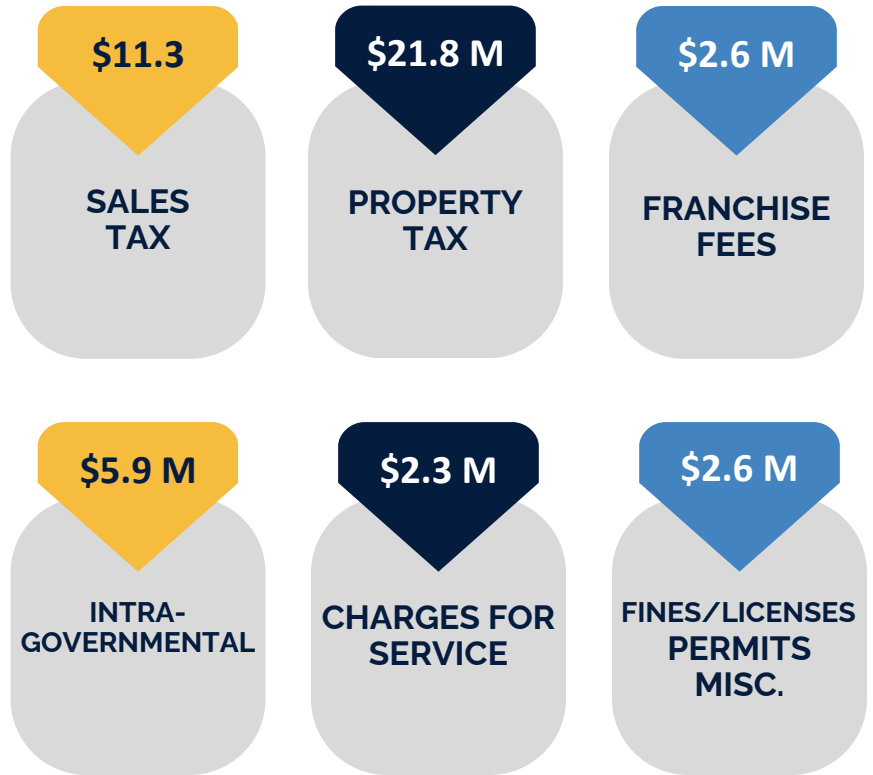 $11.3
SALES
TAX
$21.8 M
PROPERTY
TAX
$2.6 M
FRANCHISE
FEES
$5.9 M
INTRA-
GOVERNMENTAL
$2.3 M
CHARGES FOR
SERVICE
$2.6 M
FINES/LICENSES
PERMITS
MISC.